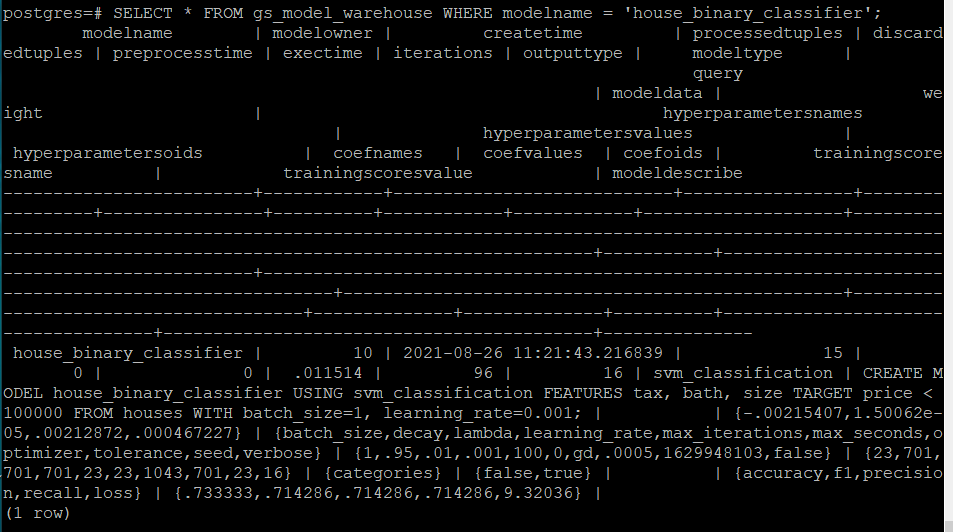 postgres=# SELECT * FROM gs_model_warehouse WHERE modelname = 'house_binary_classifier';
        modelname        | modelowner |         createtime         | processedtuples | discard
edtuples | preprocesstime | exectime | iterations | outputtype |     modeltype      |
                                                                     query
                                                           | modeldata |                    we
ight                     |                                        hyperparametersnames
                                 |              hyperparametersvalues               |
 hyperparametersoids          |  coefnames   |  coefvalues  | coefoids |         trainingscore
sname          |            trainingscoresvalue            | modeldescribe
-------------------------+------------+----------------------------+-----------------+--------
---------+----------------+----------+------------+------------+--------------------+---------
----------------------------------------------------------------------------------------------
-----------------------------------------------------------+-----------+----------------------
-------------------------+--------------------------------------------------------------------
---------------------------------+--------------------------------------------------+---------
------------------------------+--------------+--------------+----------+----------------------
---------------+-------------------------------------------+---------------
 house_binary_classifier |         10 | 2021-08-26 11:21:43.216839 |              15 |
       0 |              0 |  .011514 |         96 |         16 | svm_classification | CREATE M
ODEL house_binary_classifier USING svm_classification FEATURES tax, bath, size TARGET price <
100000 FROM houses WITH batch_size=1, learning_rate=0.001; |           | {-.00215407,1.50062e-
05,.00212872,.000467227} | {batch_size,decay,lambda,learning_rate,max_iterations,max_seconds,o
ptimizer,tolerance,seed,verbose} | {1,.95,.01,.001,100,0,gd,.0005,1629948103,false} | {23,701,
701,701,23,23,1043,701,23,16} | {categories} | {false,true} |          | {accuracy,f1,precisio
n,recall,loss} | {.733333,.714286,.714286,.714286,9.32036} |
(1 row)